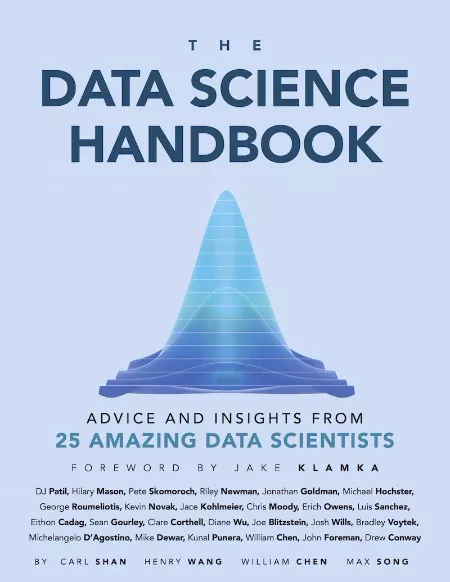 THE
DATA SCIENCE
HANDBOOK
ADVICE AND INSIGHTS FROM
25 AMAZING DATA SCIENTISTS
FOREWORD BY JAKE KLAMKA
DJ Patil, Hilary Mason, Pete Skomoroch, Riley Newman, Jonathan Goldman, Michael Hochster,
George Roumeliotis, Kevin Novak, Jace Kohlmeier, Chris Moody, Erich Owens, Luis Sanchez,
Eithon Cadag, Sean Gourley, Clare Corthell, Diane Wu, Joe Blitzstein, Josh Wills, Bradley Voytek,
Michelangelo D'Agostino, Mike Dewar, Kunal Punera, William Chen, John Foreman, Drew Conway
BY CARL SHAN HENRY WANG WILLIAM CHEN MAX SONG